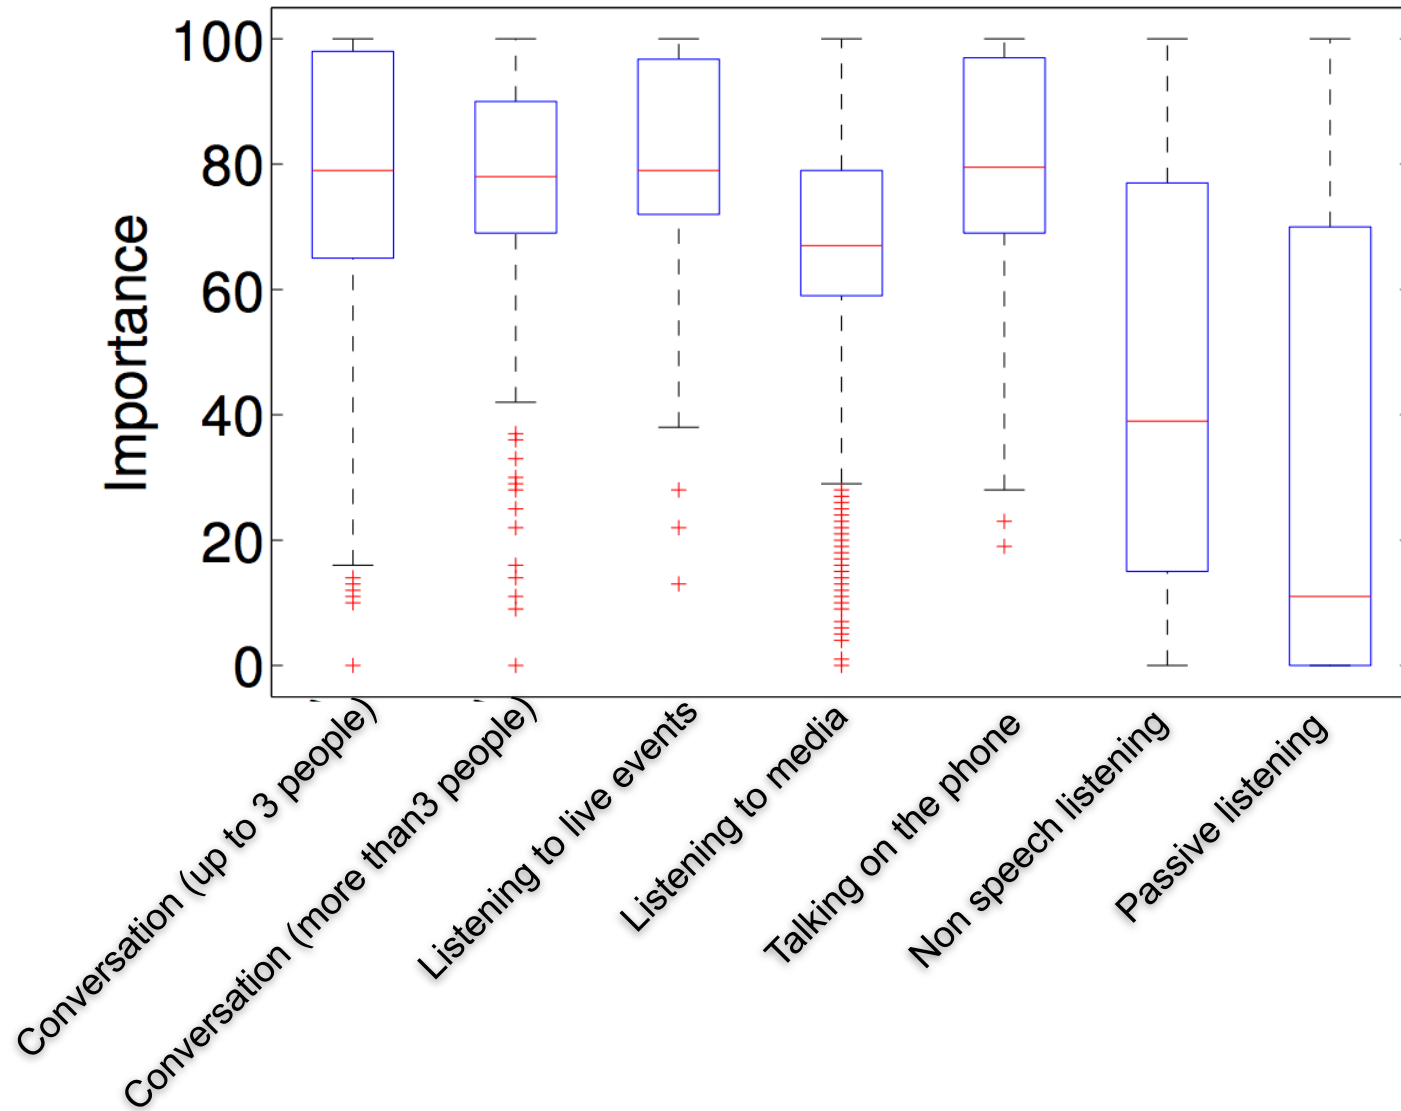 Importance
100
80
60
40
20
0
Conversation (up to 3 people)
Conversation (more than3 people)
Listening to live events
Listening to media
Talking on the phone
Non speech listening
Passive listening